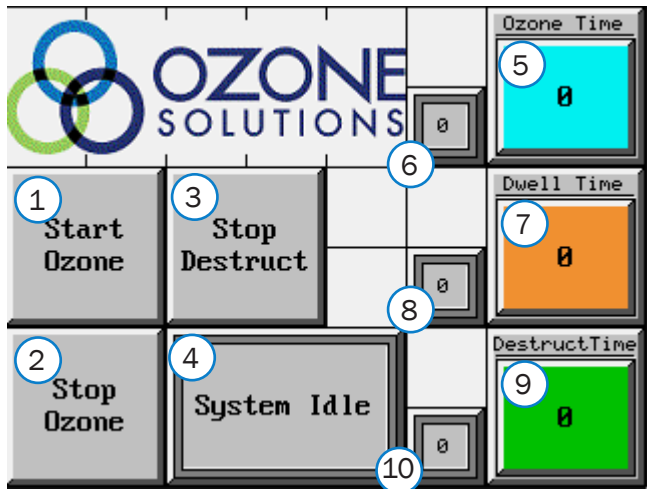 OZONE
SOLUTIONS
Ozone Time
5
0
0
6
1
Start
Ozone
3
Stop
Destruct
Dwell Time
7
0
0
8
2
Stop
Ozone
4
System Idle
DestructTime
9
0
0
10